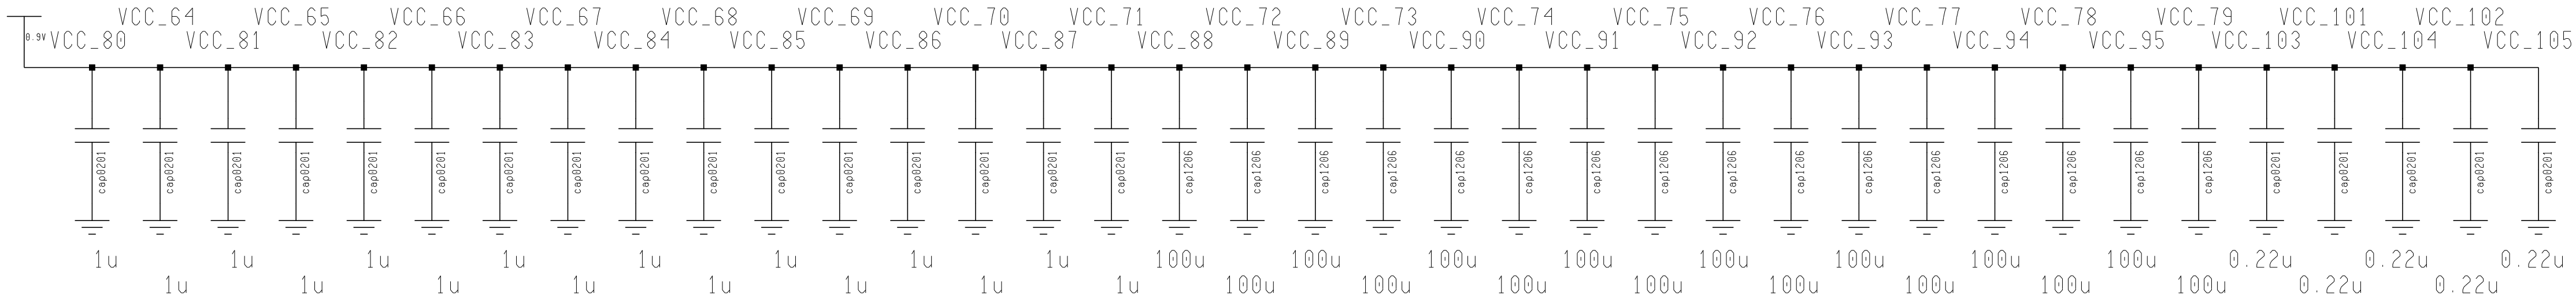 VCC_64 VCC_65 VCC_66 VCC_67 VCC_68 VCC_69 VCC_70 VCC_71 VCC_72 VCC_73 VCC_74 VCC_75 VCC_76 VCC_77 VCC_78 VCC_79 VCC_101 VCC_102
0.9V VCC_80 VCC_81 VCC_82 VCC_83 VCC_84 VCC_85 VCC_86 VCC_87 VCC_88 VCC_89 VCC_90 VCC_91 VCC_92 VCC_93 VCC_94 VCC_95 VCC_103 VCC_104 VCC_105
cap0201 cap0201 cap0201 cap0201 cap0201 cap0201 cap0201 cap0201 cap0201 cap0201 cap0201 cap0201 cap0201 cap0201 cap0201 cap0201 cap1206 cap1206 cap1206 cap1206 cap1206 cap1206 cap1206 cap1206 cap1206 cap1206 cap1206 cap1206 cap1206 cap1206 cap1206 cap1206 cap0201 cap0201 cap0201 cap0201 cap0201
1u 1u 1u 1u 1u 1u 1u 1u 100u 100u 100u 100u 100u 100u 100u 100u 0.22u 0.22u 0.22u
1u 1u 1u 1u 1u 1u 1u 1u 100u 100u 100u 100u 100u 100u 100u 100u 0.22u 0.22u